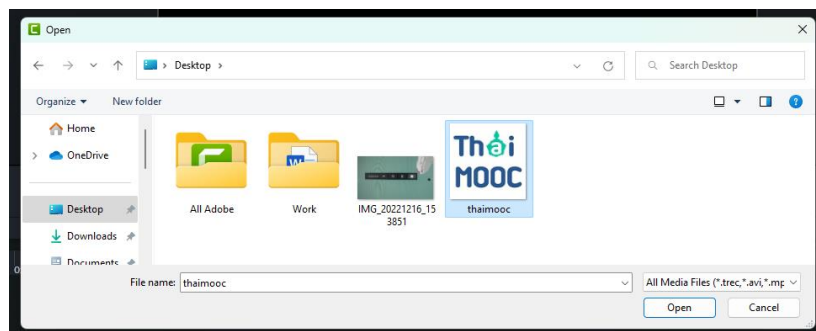 Open
Desktop
Search Desktop
Organize
New folder
Home
OneDrive
Desktop
Downloads
Documents
All Adobe
Work
IMG_20221216_15
3851
Thai
MOOC
thaimooc
File name: thaimooc
All Media Files (*.trec,*.avi,*.mp
Open
Cancel